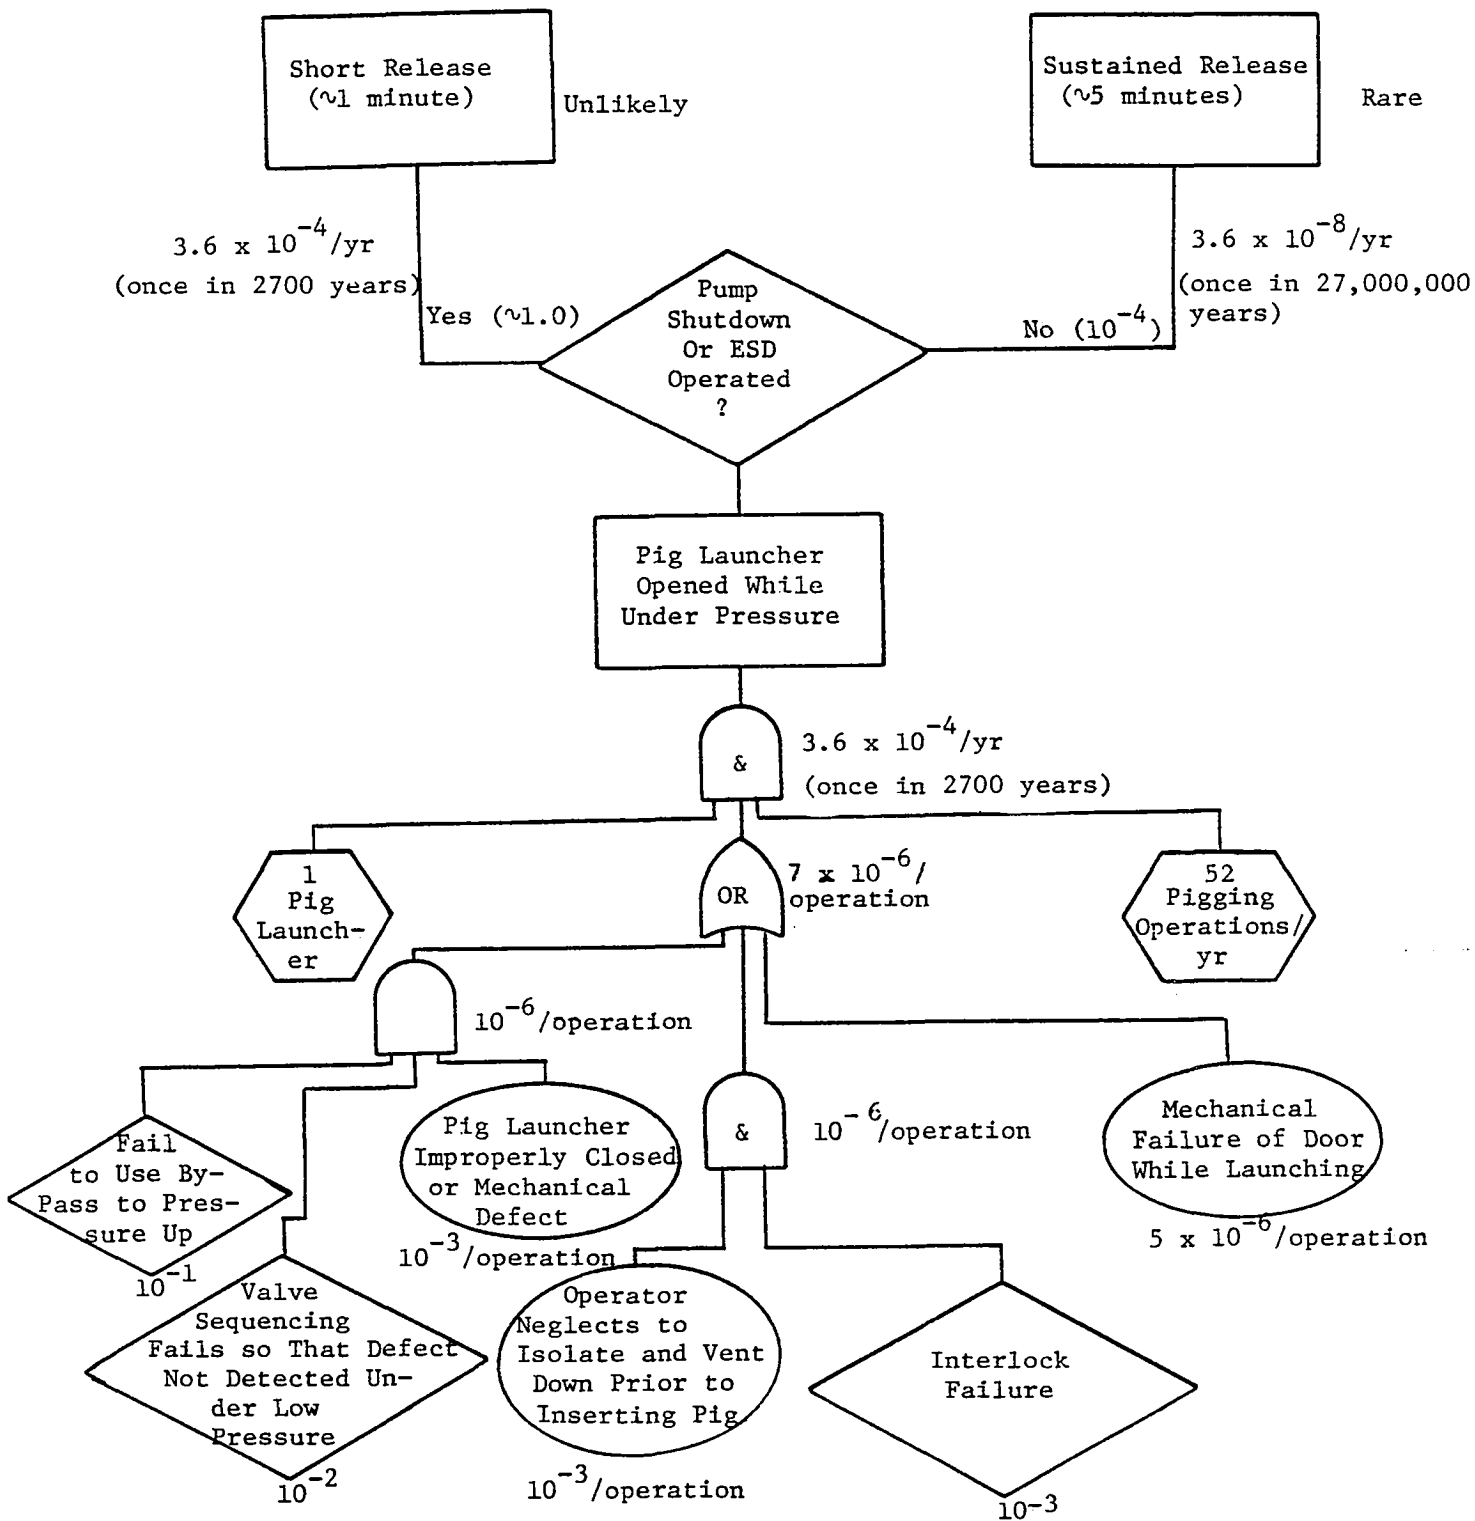 Short Release
(~1 minute)
Unlikely
Sustained Release
(~5 minutes)
Rare
3.6 x 10^-4/yr
(once in 2700 years)
3.6 x 10^-8/yr
(once in 27,000,000
years)
Yes (~1.0)
Pump
Shutdown
Or ESD
Operated
?
No (10^-4)
Pig Launcher
Opened While
Under Pressure
&
3.6 x 10^-4/yr
(once in 2700 years)
1
Pig
Launch-
er
OR
7 x 10^-6/
operation
52
Pigging
Operations/
yr
10^-6/operation
Fail
to Use By-
Pass to Pres-
sure Up
10^-1
Pig Launcher
Improperly Closed
or Mechanical
Defect
10^-3/operation
&
10^-6/operation
Mechanical
Failure of Door
While Launching
5 x 10^-6/operation
Valve
Sequencing
Fails so That Defect
Not Detected Un-
der Low
Pressure
10^-2
Operator
Neglects to
Isolate and Vent
Down Prior to
Inserting Pig
10^-3/operation
Interlock
Failure
10^-3